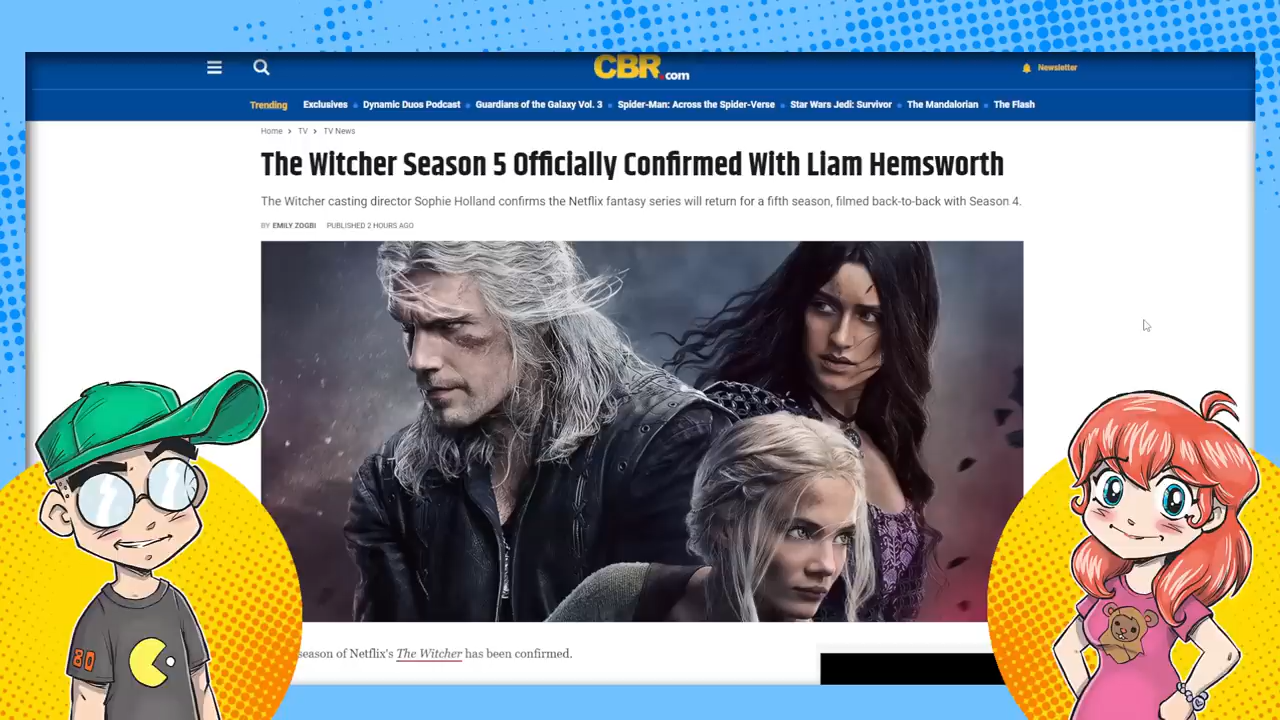 CBR.com
Newsletter
Trending Exclusives Dynamic Duos Podcast Guardians of the Galaxy Vol. 3 Spider-Man: Across the Spider-Verse Star Wars Jedi: Survivor The Mandalorian The Flash
Home > TV > TV News
The Witcher Season 5 Officially Confirmed With Liam Hemsworth
The Witcher casting director Sophie Holland confirms the Netflix fantasy series will return for a fifth season, filmed back-to-back with Season 4.
BY EMILY ZOGBI PUBLISHED 2 HOURS AGO
season of Netflix's The Witcher has been confirmed.
80